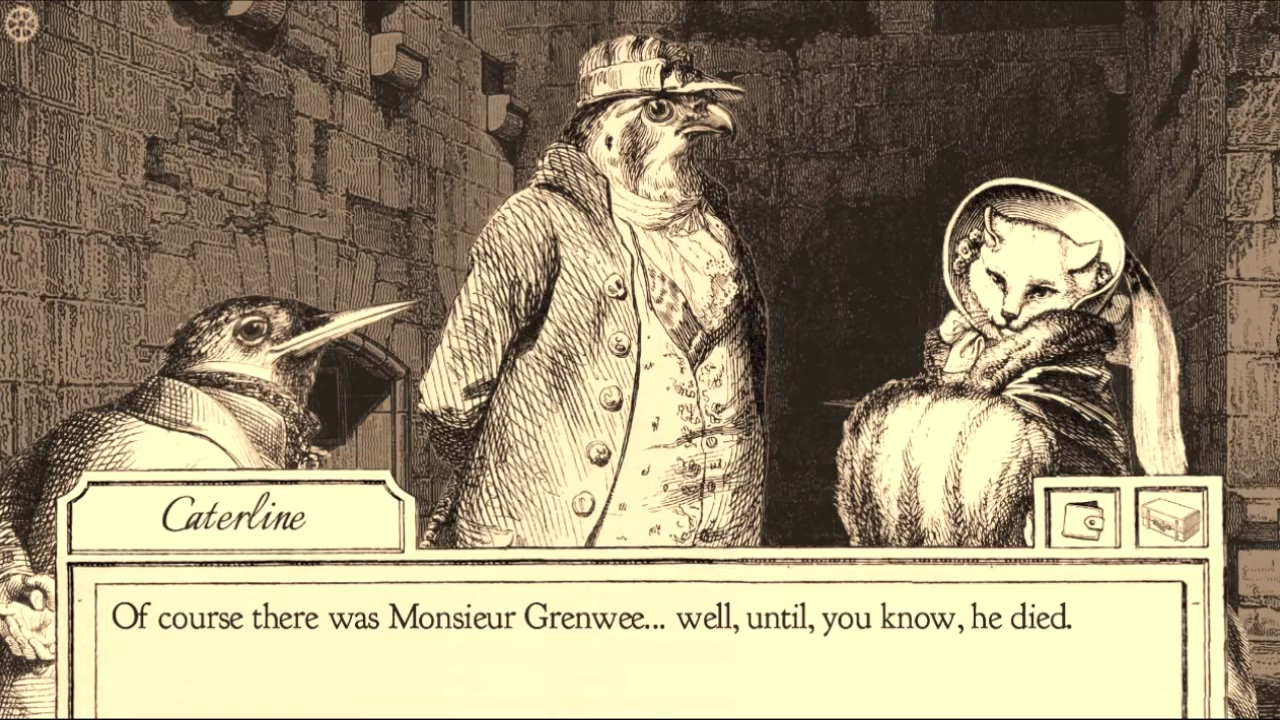 Caterline
Of course there was Monsieur Grenwee... well, until, you know, he died.